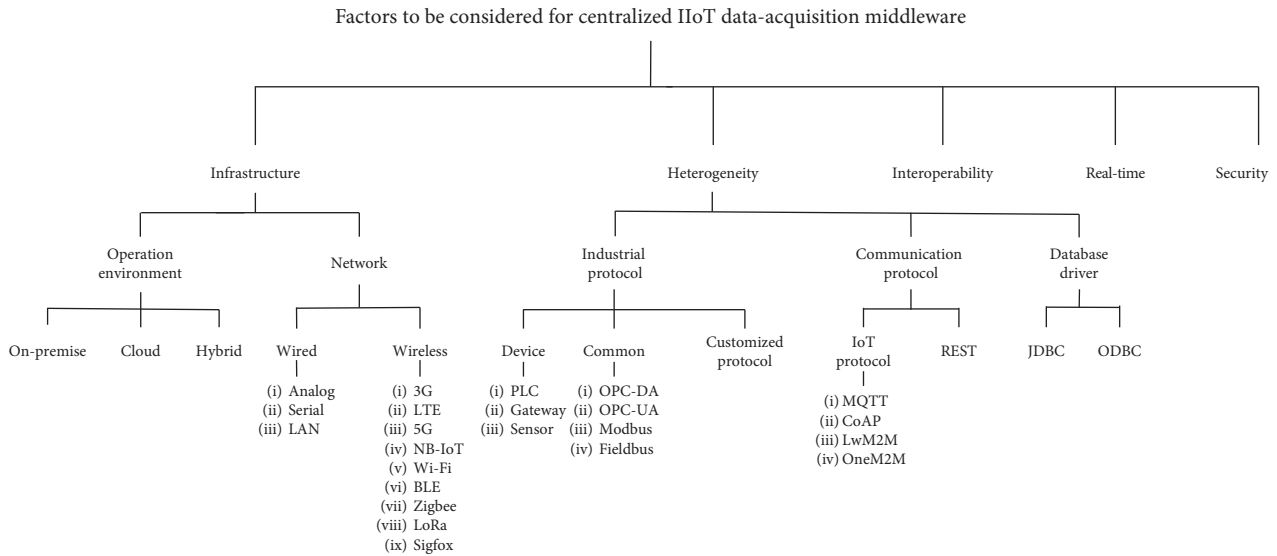 Factors to be considered for centralized IIoT data-acquisition middleware
Infrastructure
Heterogeneity
Interoperability
Real-time
Security
Operation
environment
Network
Industrial
protocol
Communication
protocol
Database
driver
On-premise
Cloud
Hybrid
Wired
Wireless
Device
Common
Customized
protocol
IoT
protocol
REST
JDBC
ODBC
(i) Analog
(ii) Serial
(iii) LAN
(i) 3G
(ii) LTE
(iii) 5G
(iv) NB-IoT
(v) Wi-Fi
(vi) BLE
(vii) Zigbee
(viii) LoRa
(ix) Sigfox
(i) PLC
(ii) Gateway
(iii) Sensor
(i) OPC-DA
(ii) OPC-UA
(iii) Modbus
(iv) Fieldbus
(i) MQTT
(ii) CoAP
(iii) LwM2M
(iv) OneM2M